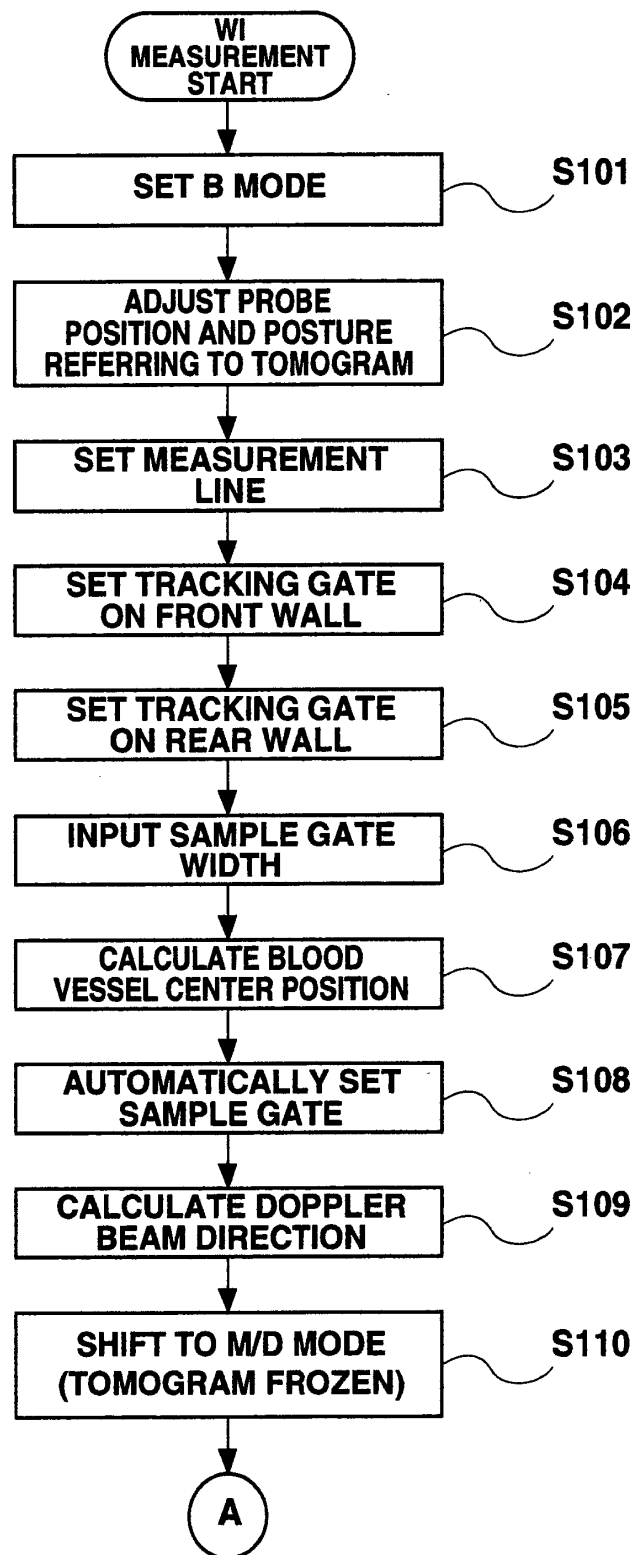 WI
MEASUREMENT
START
SET B MODE
S101
ADJUST PROBE
POSITION AND POSTURE
REFERRING TO TOMOGRAM
S102
SET MEASUREMENT
LINE
S103
SET TRACKING GATE
ON FRONT WALL
S104
SET TRACKING GATE
ON REAR WALL
S105
INPUT SAMPLE GATE
WIDTH
S106
CALCULATE BLOOD
VESSEL CENTER POSITION
S107
AUTOMATICALLY SET
SAMPLE GATE
S108
CALCULATE DOPPLER
BEAM DIRECTION
S109
SHIFT TO M/D MODE
(TOMOGRAM FROZEN)
S110
A